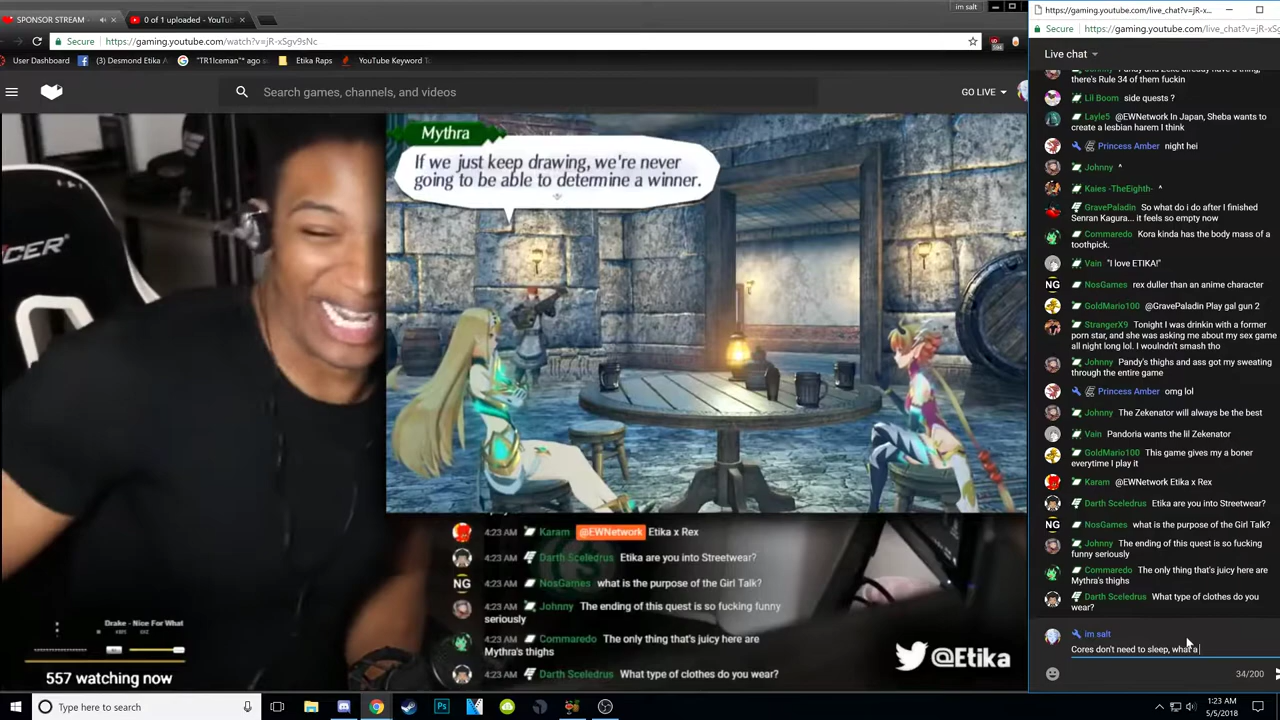 SPONSOR STREAM
0 of 1 uploaded - YouTu
im salt
Secure
https://gaming.youtube.com/watch?v=jR-xSgv9sNc
User Dashboard
(3) Desmond Etika A
"TR1Iceman"* ago s
Etika Raps
YouTube Keyword To
Search games, channels, and videos
GO LIVE
Mythra
If we just keep drawing, we're never
going to be able to determine a winner.
4:23 AM Karam @EWNetwork Etika x Rex
4:23 AM Darth Sceledrus Etika are you into Streetwear?
NG 4:23 AM NosGames what is the purpose of the Girl Talk?
4:23 AM Johnny The ending of this quest is so fucking funny
seriously
4:23 AM Commaredo The only thing that's juicy here are
Mythra's thighs
4:23 AM Darth Sceledrus What type of clothes do you wear?
Drake - Nice For What
557 watching now
@Etika
https://gaming.youtube.com/live_chat?v=jR-x...
Secure
https://gaming.youtube.com/live_chat?v=jR-xSg
Live chat
there's Rule 34 of them fuckin
Lil Boom side quests ?
Layle5 @EWNetwork In Japan, Sheba wants to
create a lesbian harem I think
Princess Amber night hei
Johnny ^
Kaies -TheEighth- ^
GravePaladin So what do i do after I finished
Senran Kagura... it feels so empty now
Commaredo Kora kinda has the body mass of a
toothpick.
Vain "I love ETIKA!"
NG NosGames rex duller than an anime character
GoldMario100 @GravePaladin Play gal gun 2
StrangerX9 Tonight I was drinkin with a former
porn star, and she was asking me about my sex game
all night long lol. I wouldn't smash tho
Johnny Pandy's thighs and ass got my sweating
through the entire game
Princess Amber omg lol
Johnny The Zekenator will always be the best
Vain Pandoria wants the lil Zekenator
GoldMario100 This game gives my a boner
everytime I play it
Karam @EWNetwork Etika x Rex
Darth Sceledrus Etika are you into Streetwear?
NG NosGames what is the purpose of the Girl Talk?
Johnny The ending of this quest is so fucking
funny seriously
Commaredo The only thing that's juicy here are
Mythra's thighs
Darth Sceledrus What type of clothes do you
wear?
im salt
Cores don't need to sleep, what a
34/200
Type here to search
1:23 AM
5/5/2018